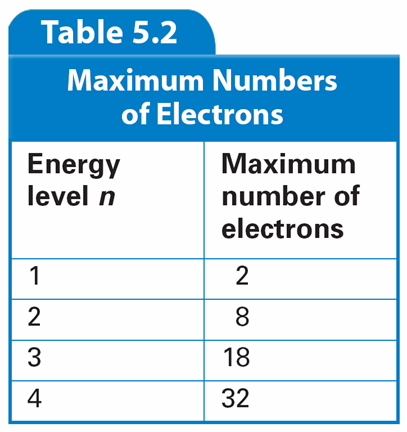 Table 5.2
Maximum Numbers
of Electrons
Energy
level n
Maximum
number of
electrons
1 2
2 8
3 18
4 32